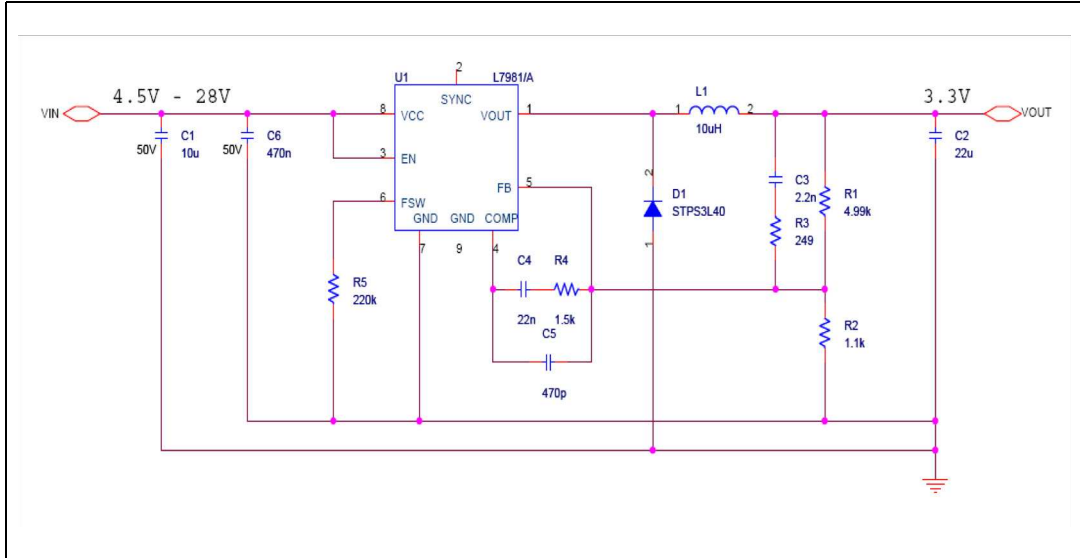 U1
2
L7981/A
SYNC
4.5V - 28V
VIN
8
VCC
VOUT
1
L1
1
2
10uH
3.3V
VOUT
C1
10u
50V
C6
470n
50V
3
EN
C2
22u
6
FSW
FB
5
2
D1
STPS3L40
1
C3
2.2n
R1
4.99k
R3
249
GND
GND
COMP
7
9
4
C4
R4
R5
220k
22n
1.5k
C5
470p
R2
1.1k